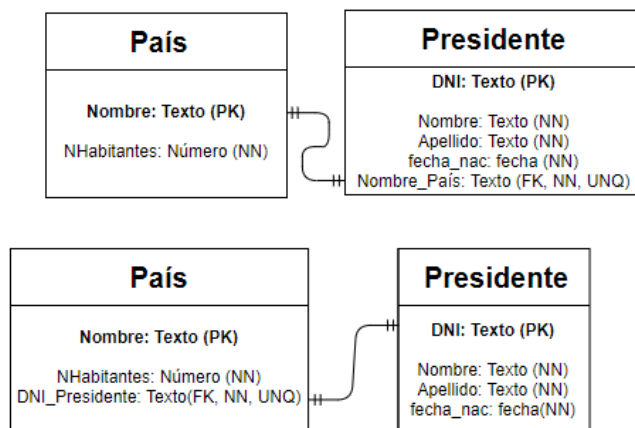 País
Nombre: Texto (PK)
NHabitantes: Número (NN)
Presidente
DNI: Texto (PK)
Nombre: Texto (NN)
Apellido: Texto (NN)
fecha_nac: fecha (NN)
Nombre_País: Texto (FK, NN, UNQ)
País
Nombre: Texto (PK)
NHabitantes: Número (NN)
DNI_Presidente: Texto(FK, NN, UNQ)
Presidente
DNI: Texto (PK)
Nombre: Texto (NN)
Apellido: Texto (NN)
fecha_nac: fecha(NN)